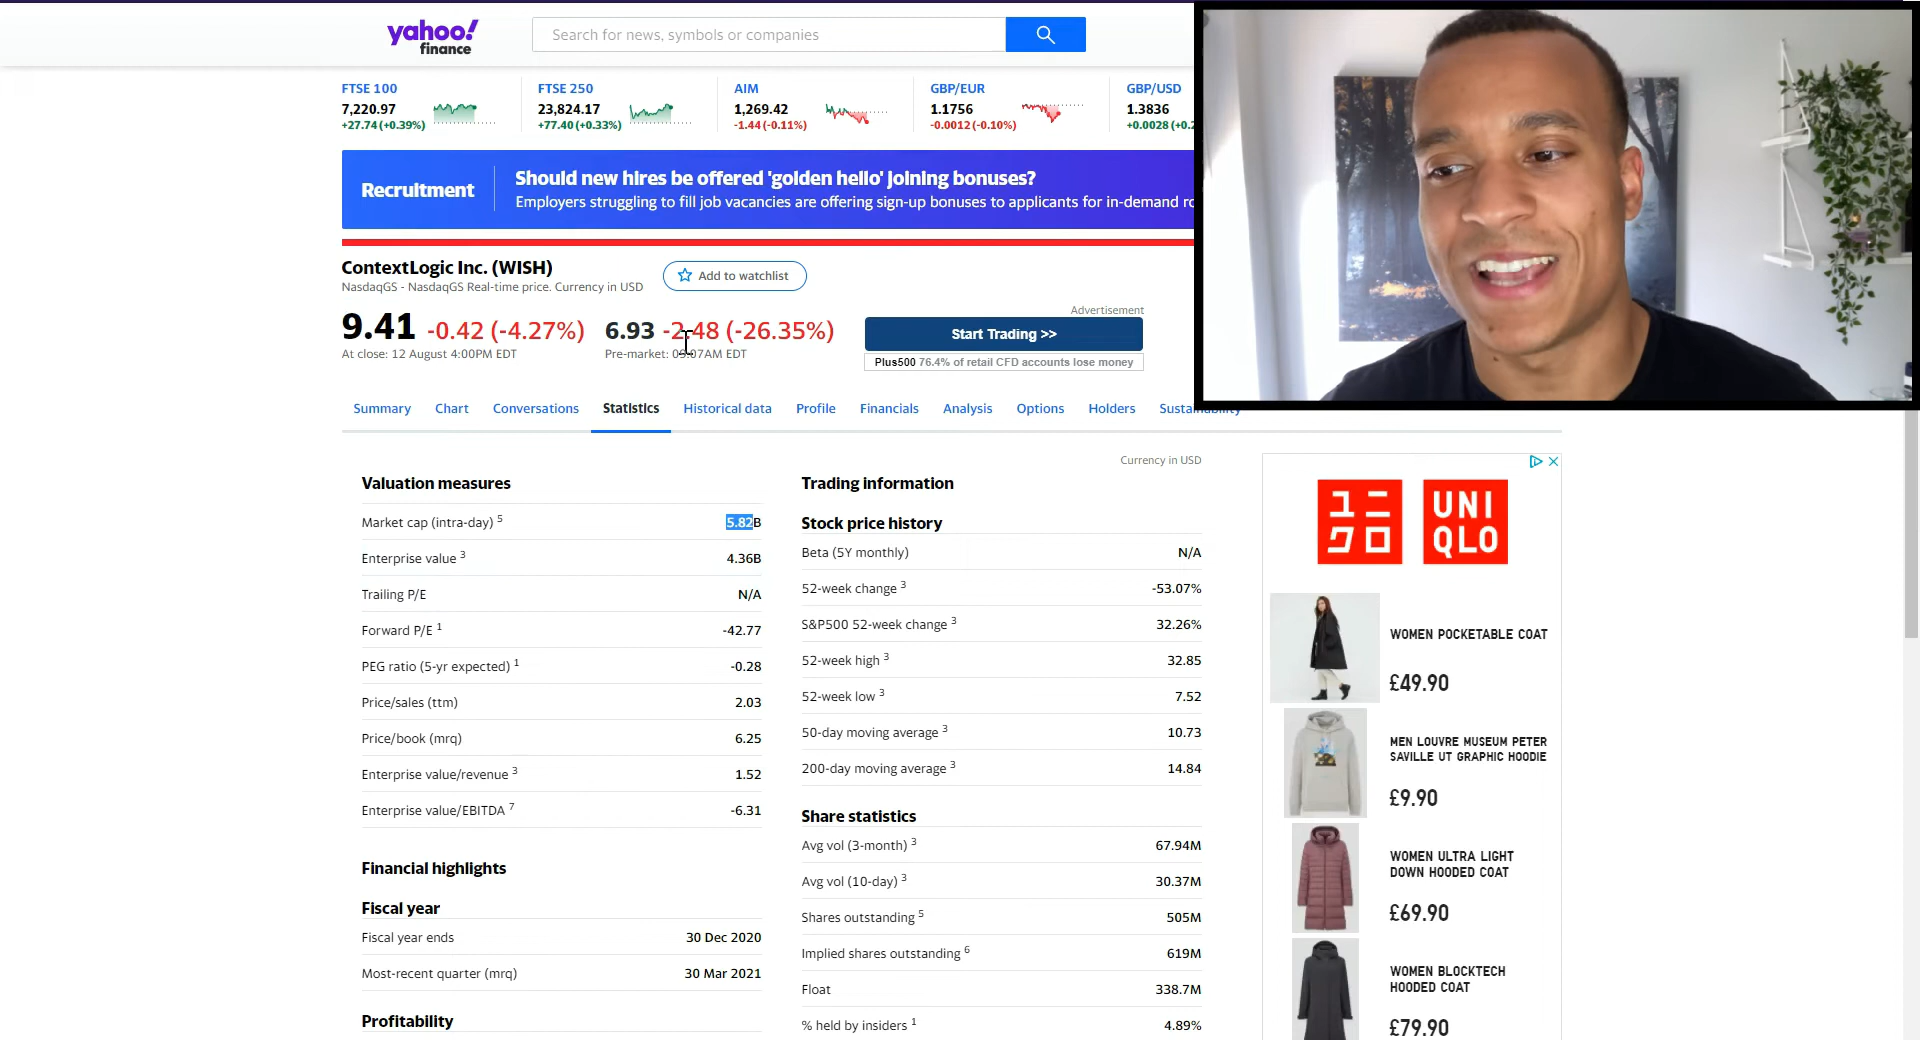 yahoo!
finance
Search for news, symbols or companies
FTSE 100
7,220.97
+27.74 (+0.39%)
FTSE 250
23,824.17
+77.40 (+0.33%)
AIM
1,269.42
-1.44 (-0.11%)
GBP/EUR
1.1756
-0.0012 (-0.10%)
GBP/USD
1.3836
+0.0028 (+0.2
Recruitment
Should new hires be offered 'golden hello' joining bonuses?
Employers struggling to fill job vacancies are offering sign-up bonuses to applicants for in-demand
ContextLogic Inc. (WISH)
Add to watchlist
NasdaqGS - NasdaqGS Real-time price. Currency in USD
9.41 -0.42 (-4.27%) 6.93 -2.48 (-26.35%)
At close: 12 August 4:00PM EDT
Pre-market: 07AM EDT
Advertisement
Start Trading >>
Plus500 76.4% of retail CFD accounts lose money
Summary Chart Conversations Statistics Historical data Profile Financials Analysis Options Holders Sustainability
Currency in USD
Valuation measures
Market cap (intra-day) 5 5.82B
Enterprise value 3 4.36B
Trailing P/E N/A
Forward P/E 1 -42.77
PEG ratio (5-yr expected) 1 -0.28
Price/sales (ttm) 2.03
Price/book (mrq) 6.25
Enterprise value/revenue 3 1.52
Enterprise value/EBITDA 7 -6.31
Financial highlights
Fiscal year
Fiscal year ends 30 Dec 2020
Most-recent quarter (mrq) 30 Mar 2021
Profitability
Trading information
Stock price history
Beta (5Y monthly) N/A
52-week change 3 -53.07%
S&P500 52-week change 3 32.26%
52-week high 3 32.85
52-week low 3 7.52
50-day moving average 3 10.73
200-day moving average 3 14.84
Share statistics
Avg vol (3-month) 3 67.94M
Avg vol (10-day) 3 30.37M
Shares outstanding 5 505M
Implied shares outstanding 6 619M
Float 338.7M
% held by insiders 1 4.89%
ユニ
クロ
UNI
QLO
WOMEN POCKETABLE COAT
£49.90
MEN LOUVRE MUSEUM PETER
SAVILLE UT GRAPHIC HOODIE
£9.90
WOMEN ULTRA LIGHT
DOWN HOODED COAT
£69.90
WOMEN BLOCKTECH
HOODED COAT
£79.90